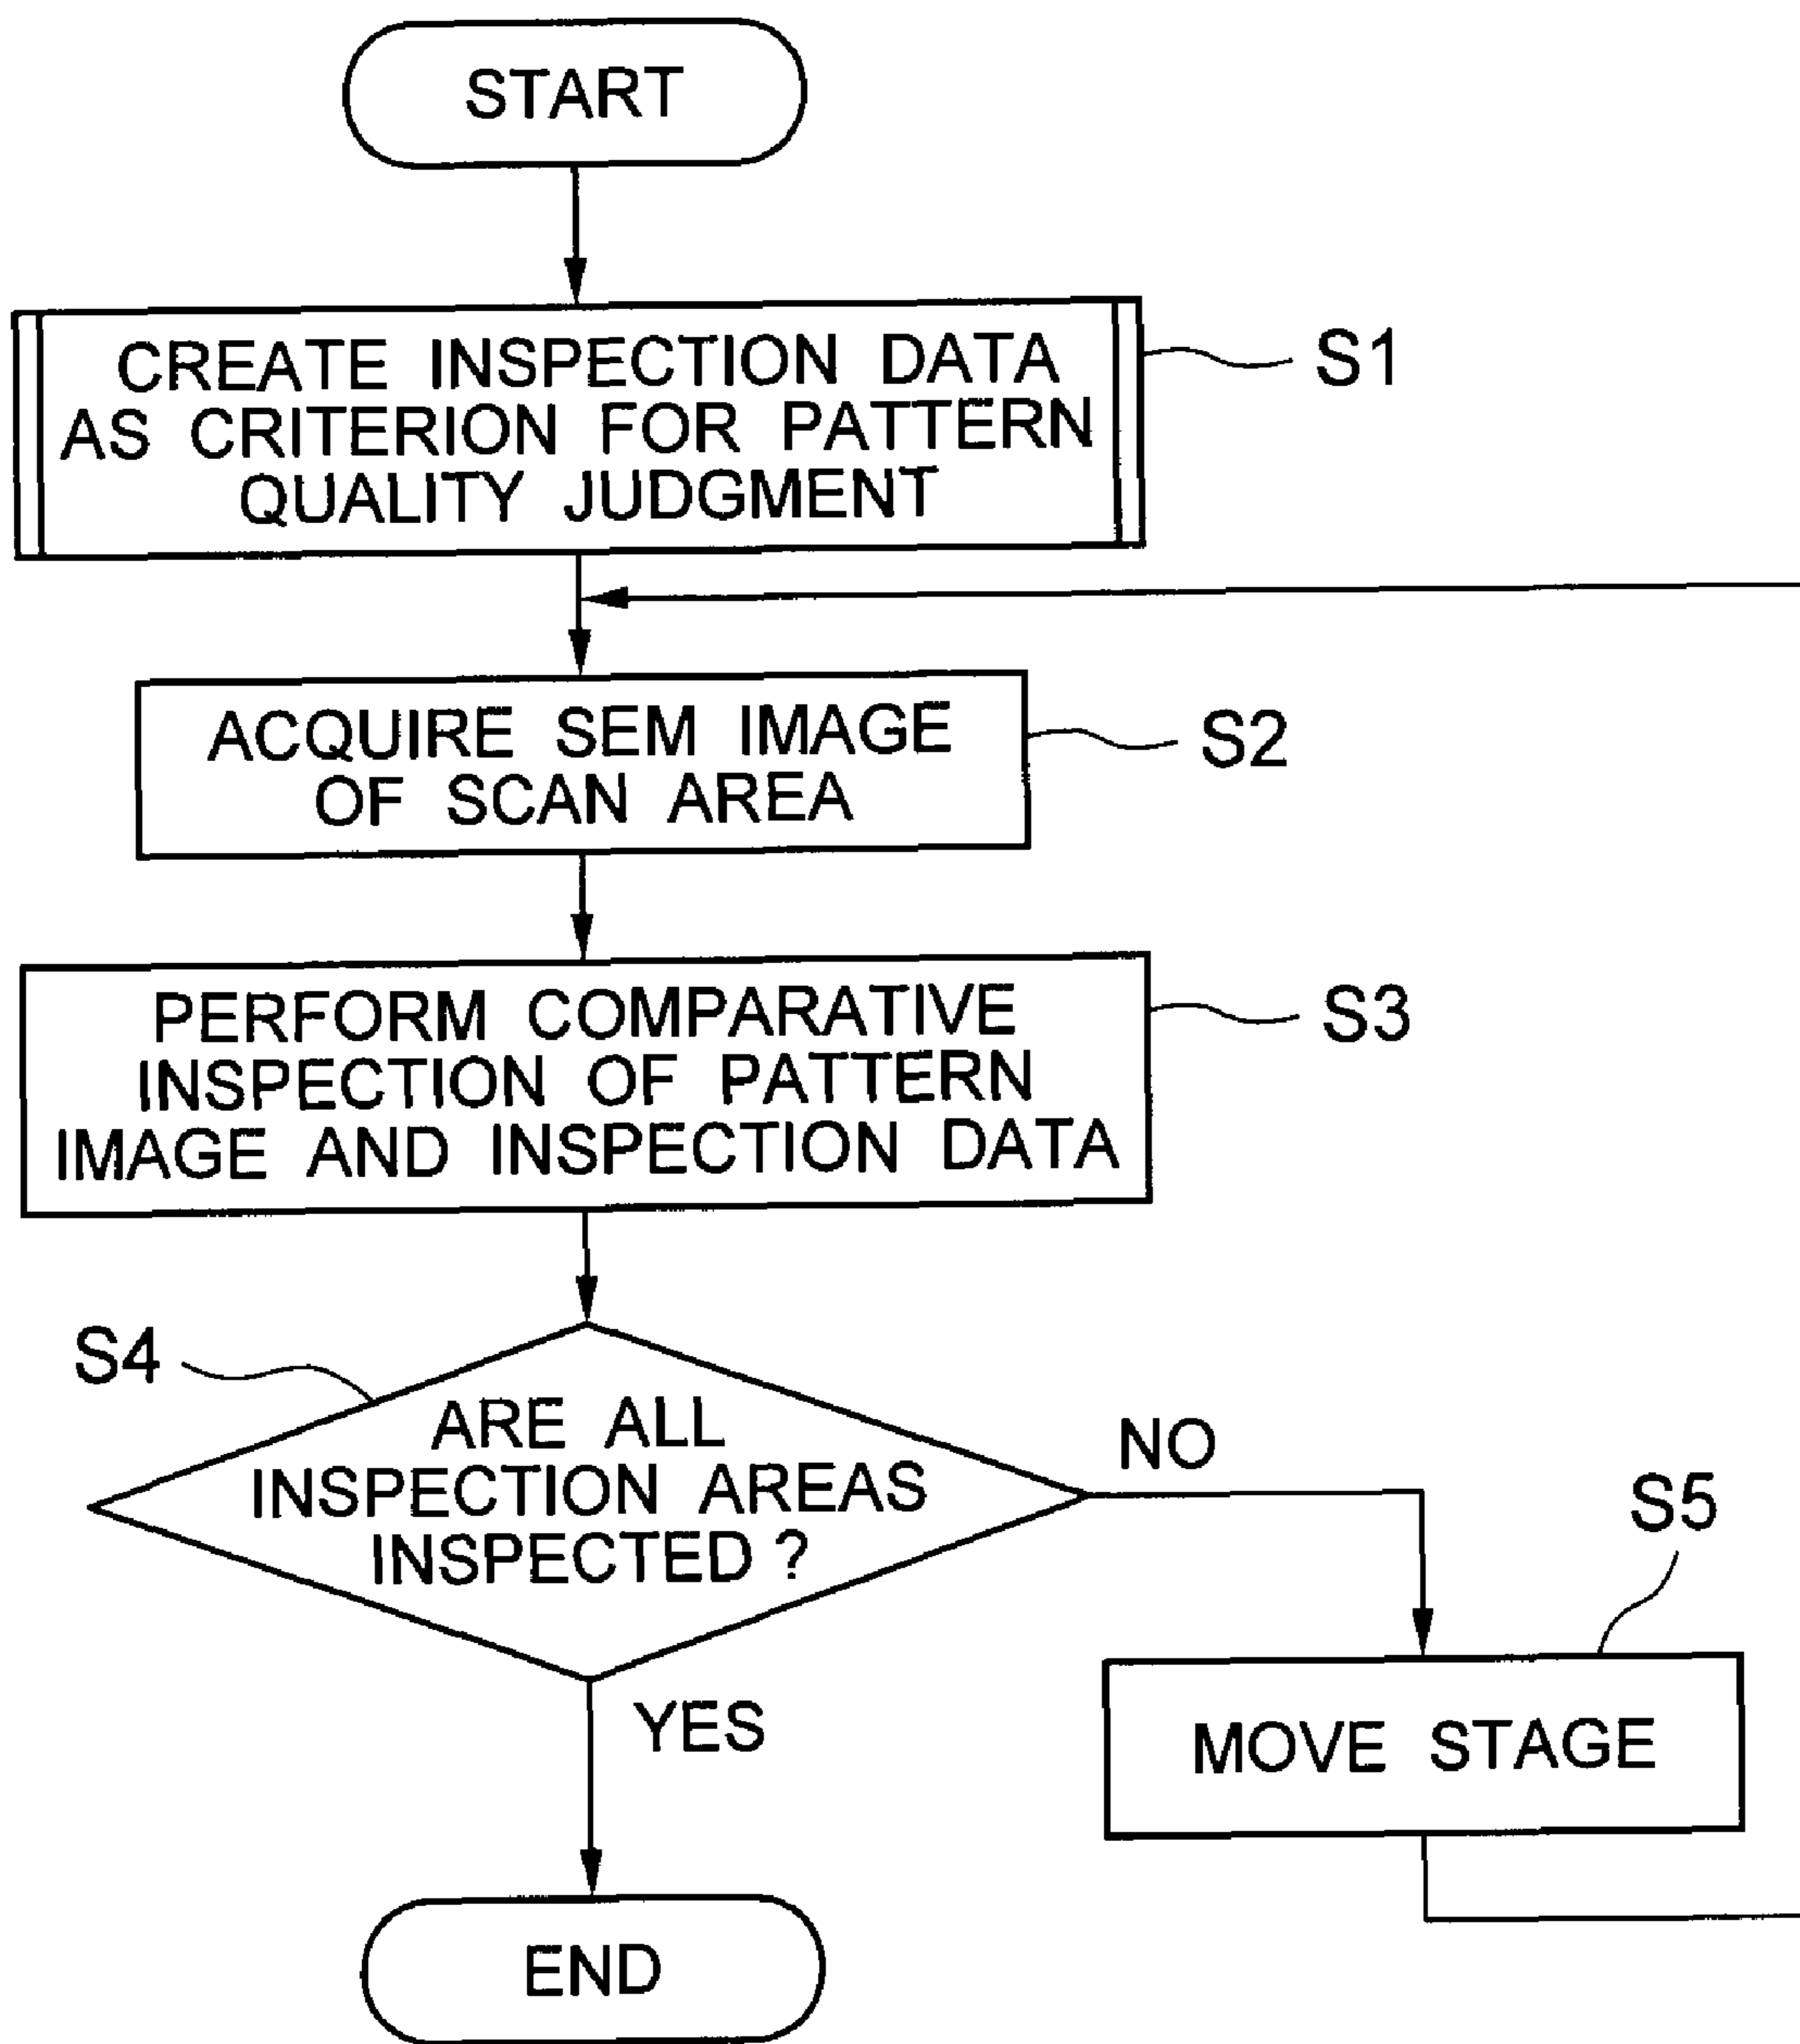 START
CREATE INSPECTION DATA
AS CRITERION FOR PATTERN
QUALITY JUDGMENT
S1
ACQUIRE SEM IMAGE
OF SCAN AREA
S2
PERFORM COMPARATIVE
INSPECTION OF PATTERN
IMAGE AND INSPECTION DATA
S3
S4
ARE ALL
INSPECTION AREAS
INSPECTED ?
NO
S5
YES
MOVE STAGE
END